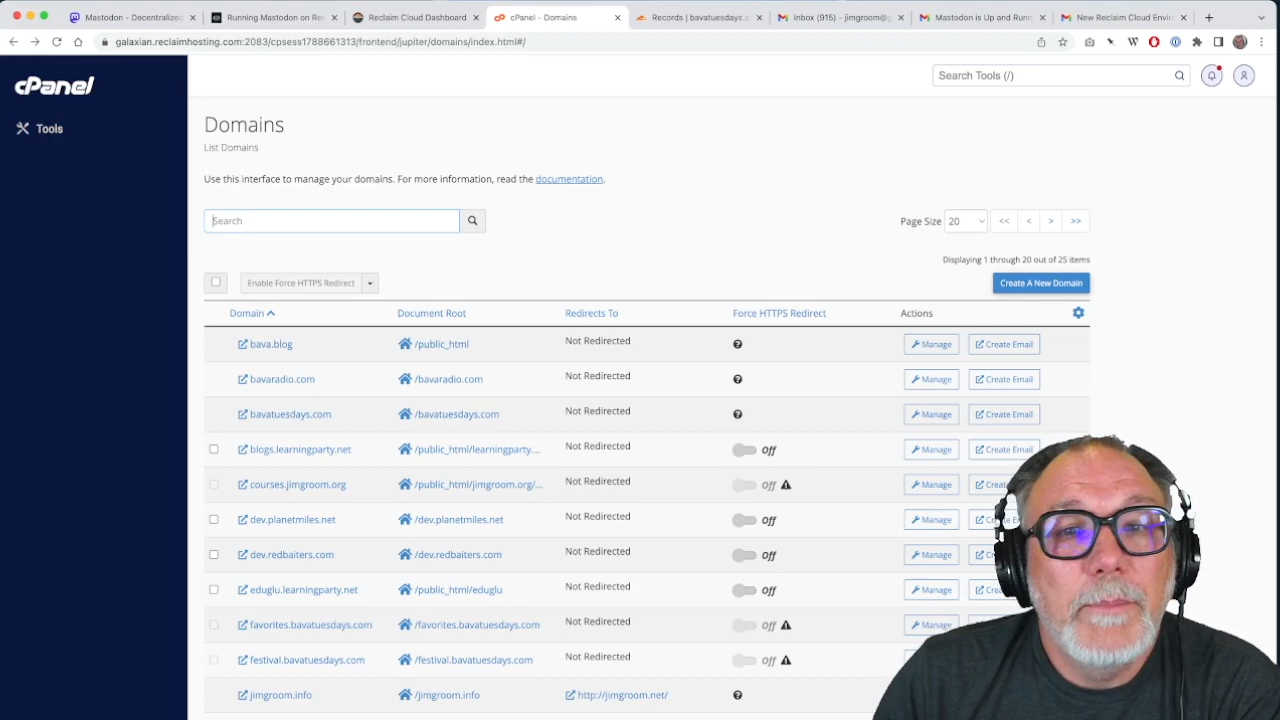 Mastodon - Decentralized
Running Mastodon on Re
Reclaim Cloud Dashboard
cPanel - Domains
Records | bavatuesdays.c
Inbox (915) - jimgroom@g
Mastodon is Up and Runn
New Reclaim Cloud Envir
galaxian.reclaimhosting.com:2083/cpsess1788661313/frontend/jupiter/domains/index.html#/
cPanel
Search Tools (/)
Tools
Domains
List Domains
Use this interface to manage your domains. For more information, read the documentation.
Search
Page Size 20 << < > >>
Displaying 1 through 20 out of 25 items
Enable Force HTTPS Redirect
Create A New Domain
Domain Document Root Redirects To Force HTTPS Redirect Actions
bava.blog /public_html Not Redirected Manage Create Email
bavaradio.com /bavaradio.com Not Redirected Manage Create Email
bavatuesdays.com /bavatuesdays.com Not Redirected Manage Create Email
blogs.learningparty.net /public_html/learningparty.... Not Redirected Off Manage Create Email
courses.jimgroom.org /public_html/jimgroom.org/... Not Redirected Off Manage Create
dev.planetmiles.net /dev.planetmiles.net Not Redirected Off Manage Create E
dev.redbaiters.com /dev.redbaiters.com Not Redirected Off Manage Cre
eduglu.learningparty.net /public_html/eduglu Not Redirected Off Manage Cre
favorites.bavatuesdays.com /favorites.bavatuesdays.com Not Redirected Off Manage
festival.bavatuesdays.com /festival.bavatuesdays.com Not Redirected Off Manage
jimgroom.info /jimgroom.info http://jimgroom.net/ Manage